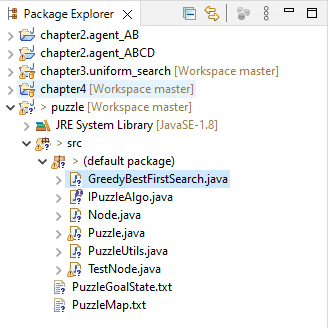 Package Explorer
chapter2.agent_AB
chapter2.agent_ABCD
chapter3.uniform_search [Workspace master]
chapter4 [Workspace master]
> puzzle [Workspace master]
JRE System Library [JavaSE-1.8]
> src
> (default package)
GreedyBestFirstSearch.java
IPuzzleAlgo.java
Node.java
Puzzle.java
PuzzleUtils.java
TestNode.java
PuzzleGoalState.txt
PuzzleMap.txt